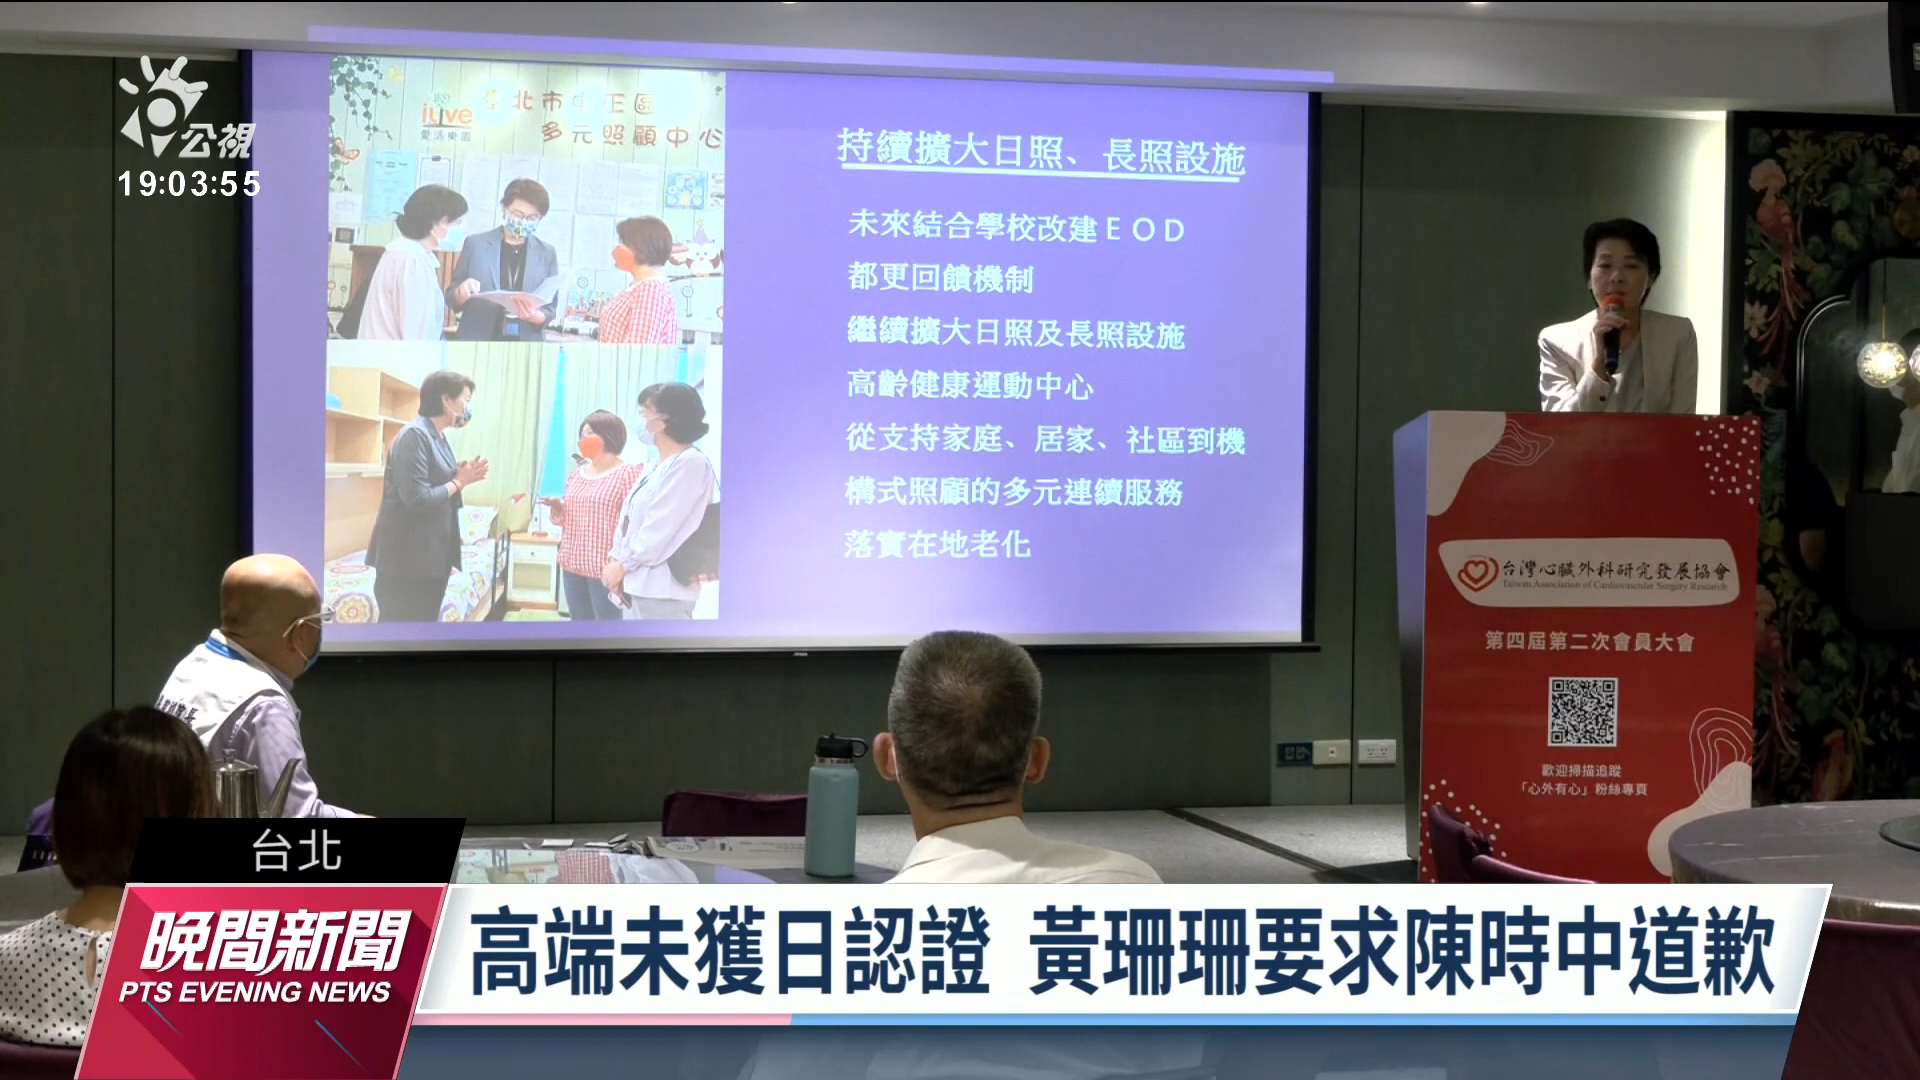 公視
19:03:55
iLive
愛活樂園
臺北市中正區
多元照顧中心
持續擴大日照、長照設施
未來結合學校改建EOD
都更回饋機制
繼續擴大日照及長照設施
高齡健康運動中心
從支持家庭、居家、社區到機
構式照顧的多元連續服務
落實在地老化
台灣心臟外科研究發展協會
Taiwan Association of Cardiovascular Surgery Research
第四屆第二次會員大會
歡迎掃描追蹤
「心外有心」粉絲專頁
台北
晚間新聞
PTS EVENING NEWS
高端未獲日認證 黃珊珊要求陳時中道歉